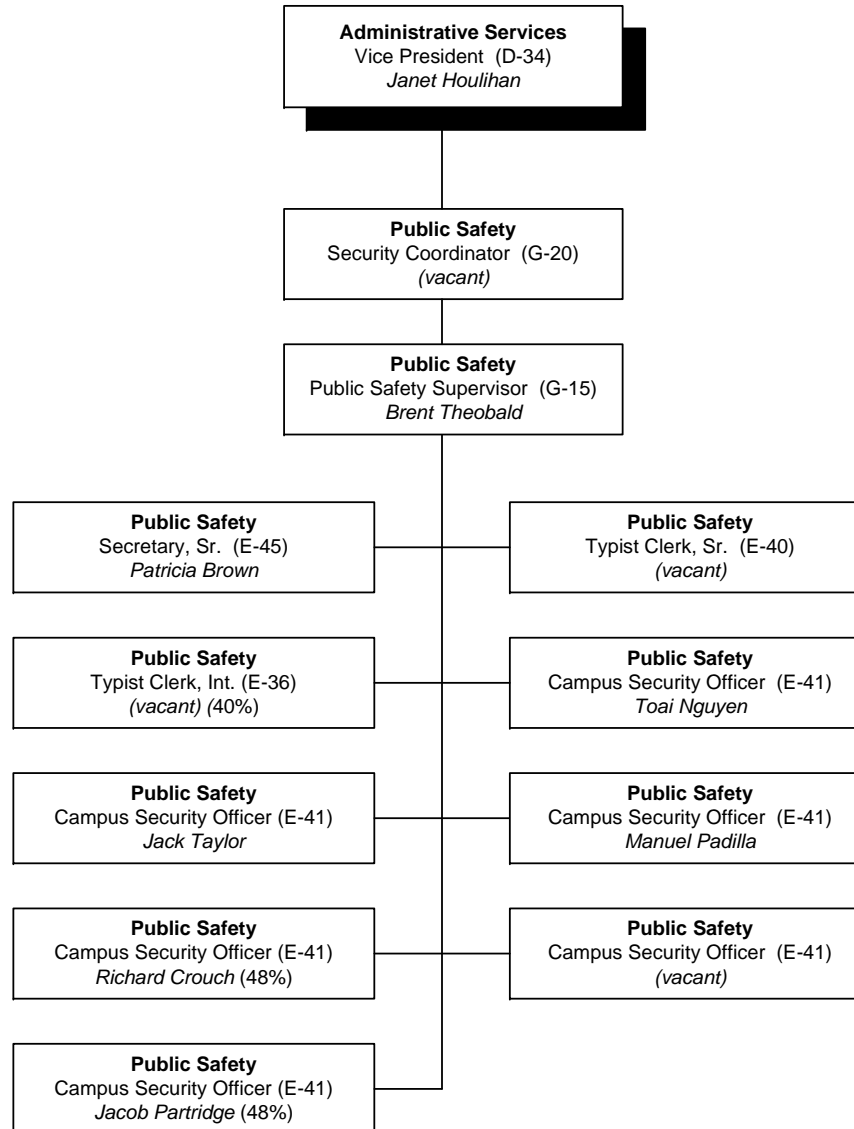 Administrative Services
Vice President (D-34)
Janet Houlihan
Public Safety
Security Coordinator (G-20)
(vacant)
Public Safety
Public Safety Supervisor (G-15)
Brent Theobald
Public Safety
Secretary, Sr. (E-45)
Patricia Brown
Public Safety
Typist Clerk, Sr. (E-40)
(vacant)
Public Safety
Typist Clerk, Int. (E-36)
(vacant) (40%)
Public Safety
Campus Security Officer (E-41)
Toai Nguyen
Public Safety
Campus Security Officer (E-41)
Jack Taylor
Public Safety
Campus Security Officer (E-41)
Manuel Padilla
Public Safety
Campus Security Officer (E-41)
Richard Crouch (48%)
Public Safety
Campus Security Officer (E-41)
(vacant)
Public Safety
Campus Security Officer (E-41)
Jacob Partridge (48%)